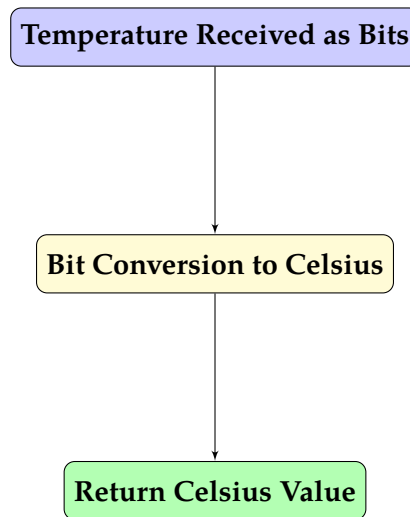 Temperature Received as Bits
Bit Conversion to Celsius
Return Celsius Value